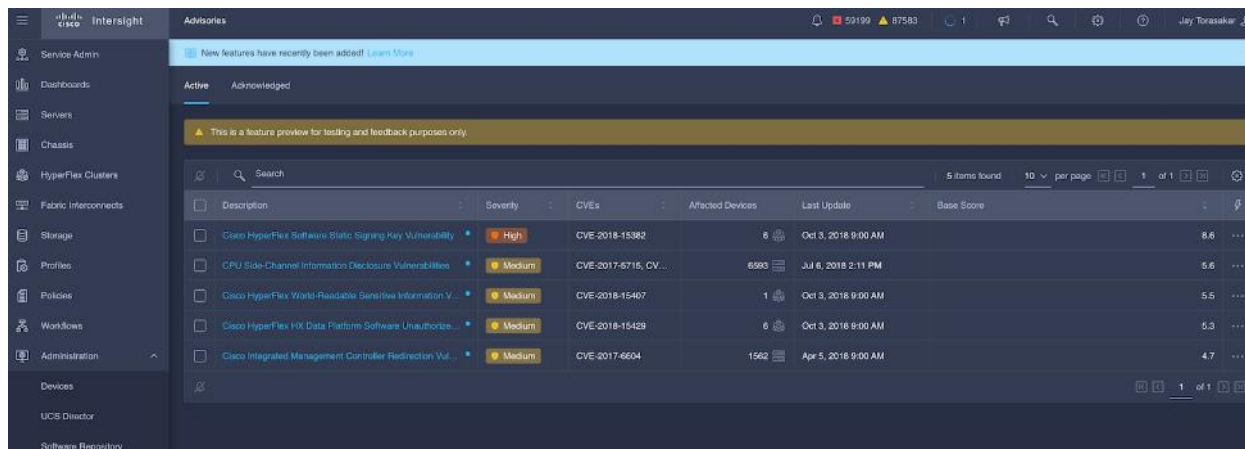 cisco Intersight
Advisories
59199 87583 1
Jay Torasakar
Service Admin
New features have recently been added! Learn More
Dashboards
Active Acknowledged
Servers
This is a feature preview for testing and feedback purposes only.
Chassis
HyperFlex Clusters
Search
5 items found 10 per page 1 of 1
Fabric Interconnects
Description Severity CVEs Affected Devices Last Update Base Score
Storage
Cisco HyperFlex Software Static Signing Key Vulnerability High CVE-2018-15382 6 Oct 3, 2018 9:00 AM 8.6
Profiles
CPU Side-Channel Information Disclosure Vulnerabilities Medium CVE-2017-5715, CV... 6593 Jul 6, 2018 2:11 PM 5.6
Policies
Cisco HyperFlex World-Readable Sensitive Information V... Medium CVE-2018-15407 1 Oct 3, 2018 9:00 AM 5.5
Workflows
Cisco HyperFlex HX Data Platform Software Unauthorize... Medium CVE-2018-15429 6 Oct 3, 2018 9:00 AM 5.3
Administration
Cisco Integrated Management Controller Redirection Vul... Medium CVE-2017-6604 1562 Apr 5, 2018 9:00 AM 4.7
Devices
1 of 1
UCS Director
Software Repository